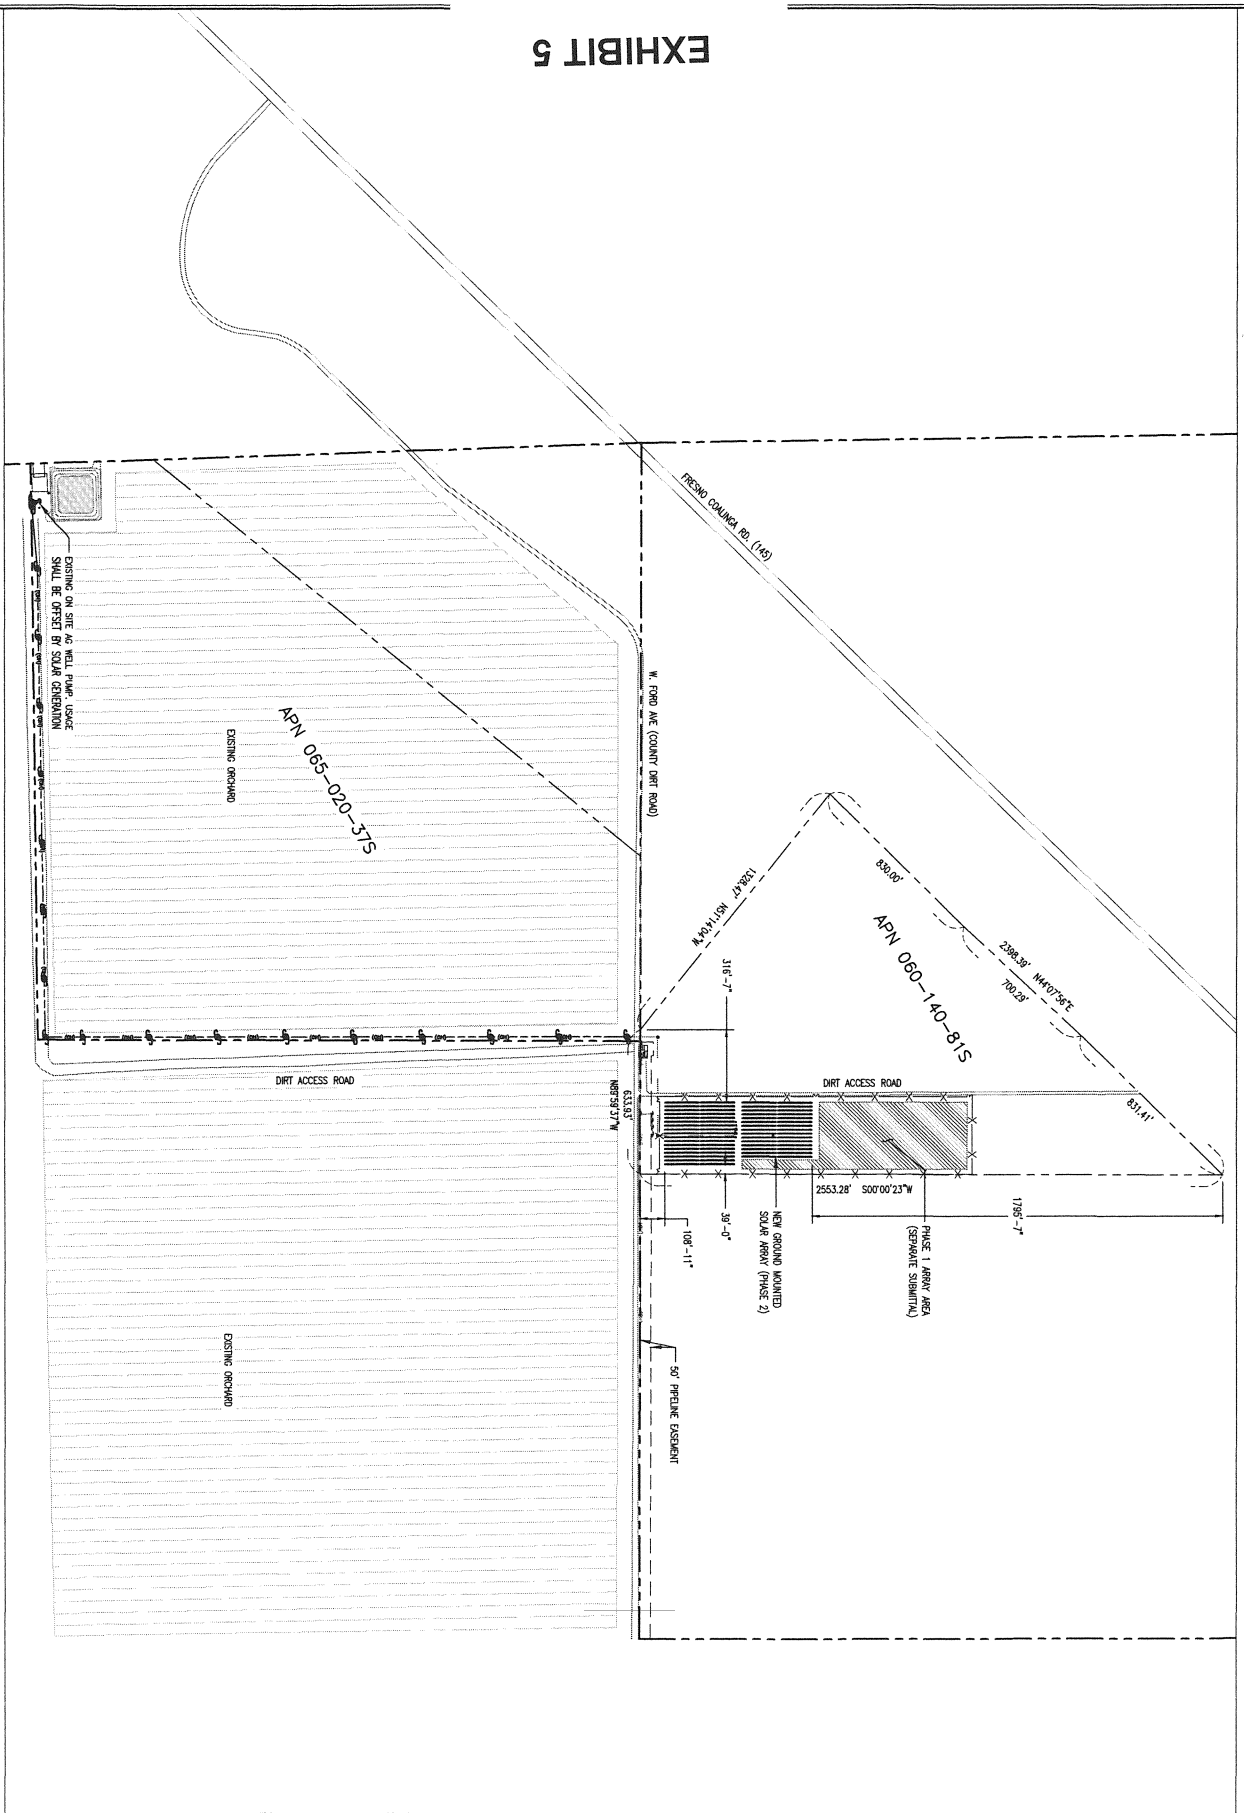 EXHIBIT 5
FRESNO COALINGA RD. (145)
W. FORD AVE (COUNTY DIRT ROAD)
EXISTING ON SITE AG WELL PUMP. USAGE
SHALL BE OFFSET BY SOLAR GENERATION
EXISTING ORCHARD
APN 065-020-37S
1328.47' N51°14'04"W
830.00'
APN 060-140-81S
2398.39' N44°07'56"E
700.29'
831.41'
316'-7"
DIRT ACCESS ROAD
DIRT ACCESS ROAD
633.93'
N89°59'37"W
2553.28' S00°00'23"W
1795'-7"
39'-0"
108'-11"
NEW GROUND MOUNTED
SOLAR ARRAY (PHASE 2)
PHASE 1 ARRAY AREA
(SEPARATE SUBMITTAL)
50' PIPELINE EASEMENT
EXISTING ORCHARD